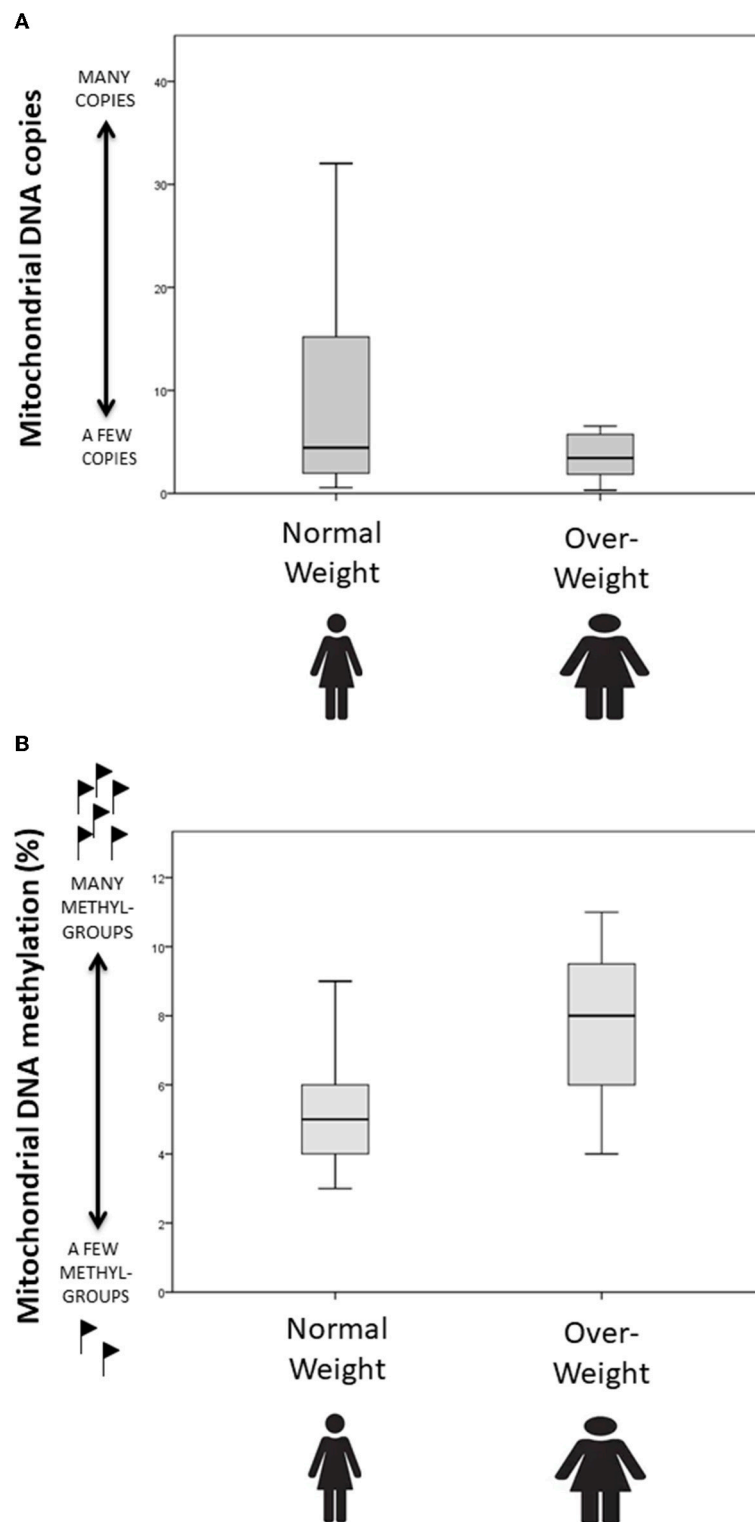 A
Mitochondrial DNA copies
MANY
COPIES
A FEW
COPIES
40
30
20
10
0
Normal
Weight
Over-
Weight
B
Mitochondrial DNA methylation (%)
MANY
METHYL-
GROUPS
A FEW
METHYL-
GROUPS
12
10
8
6
4
2
0
Normal
Weight
Over-
Weight